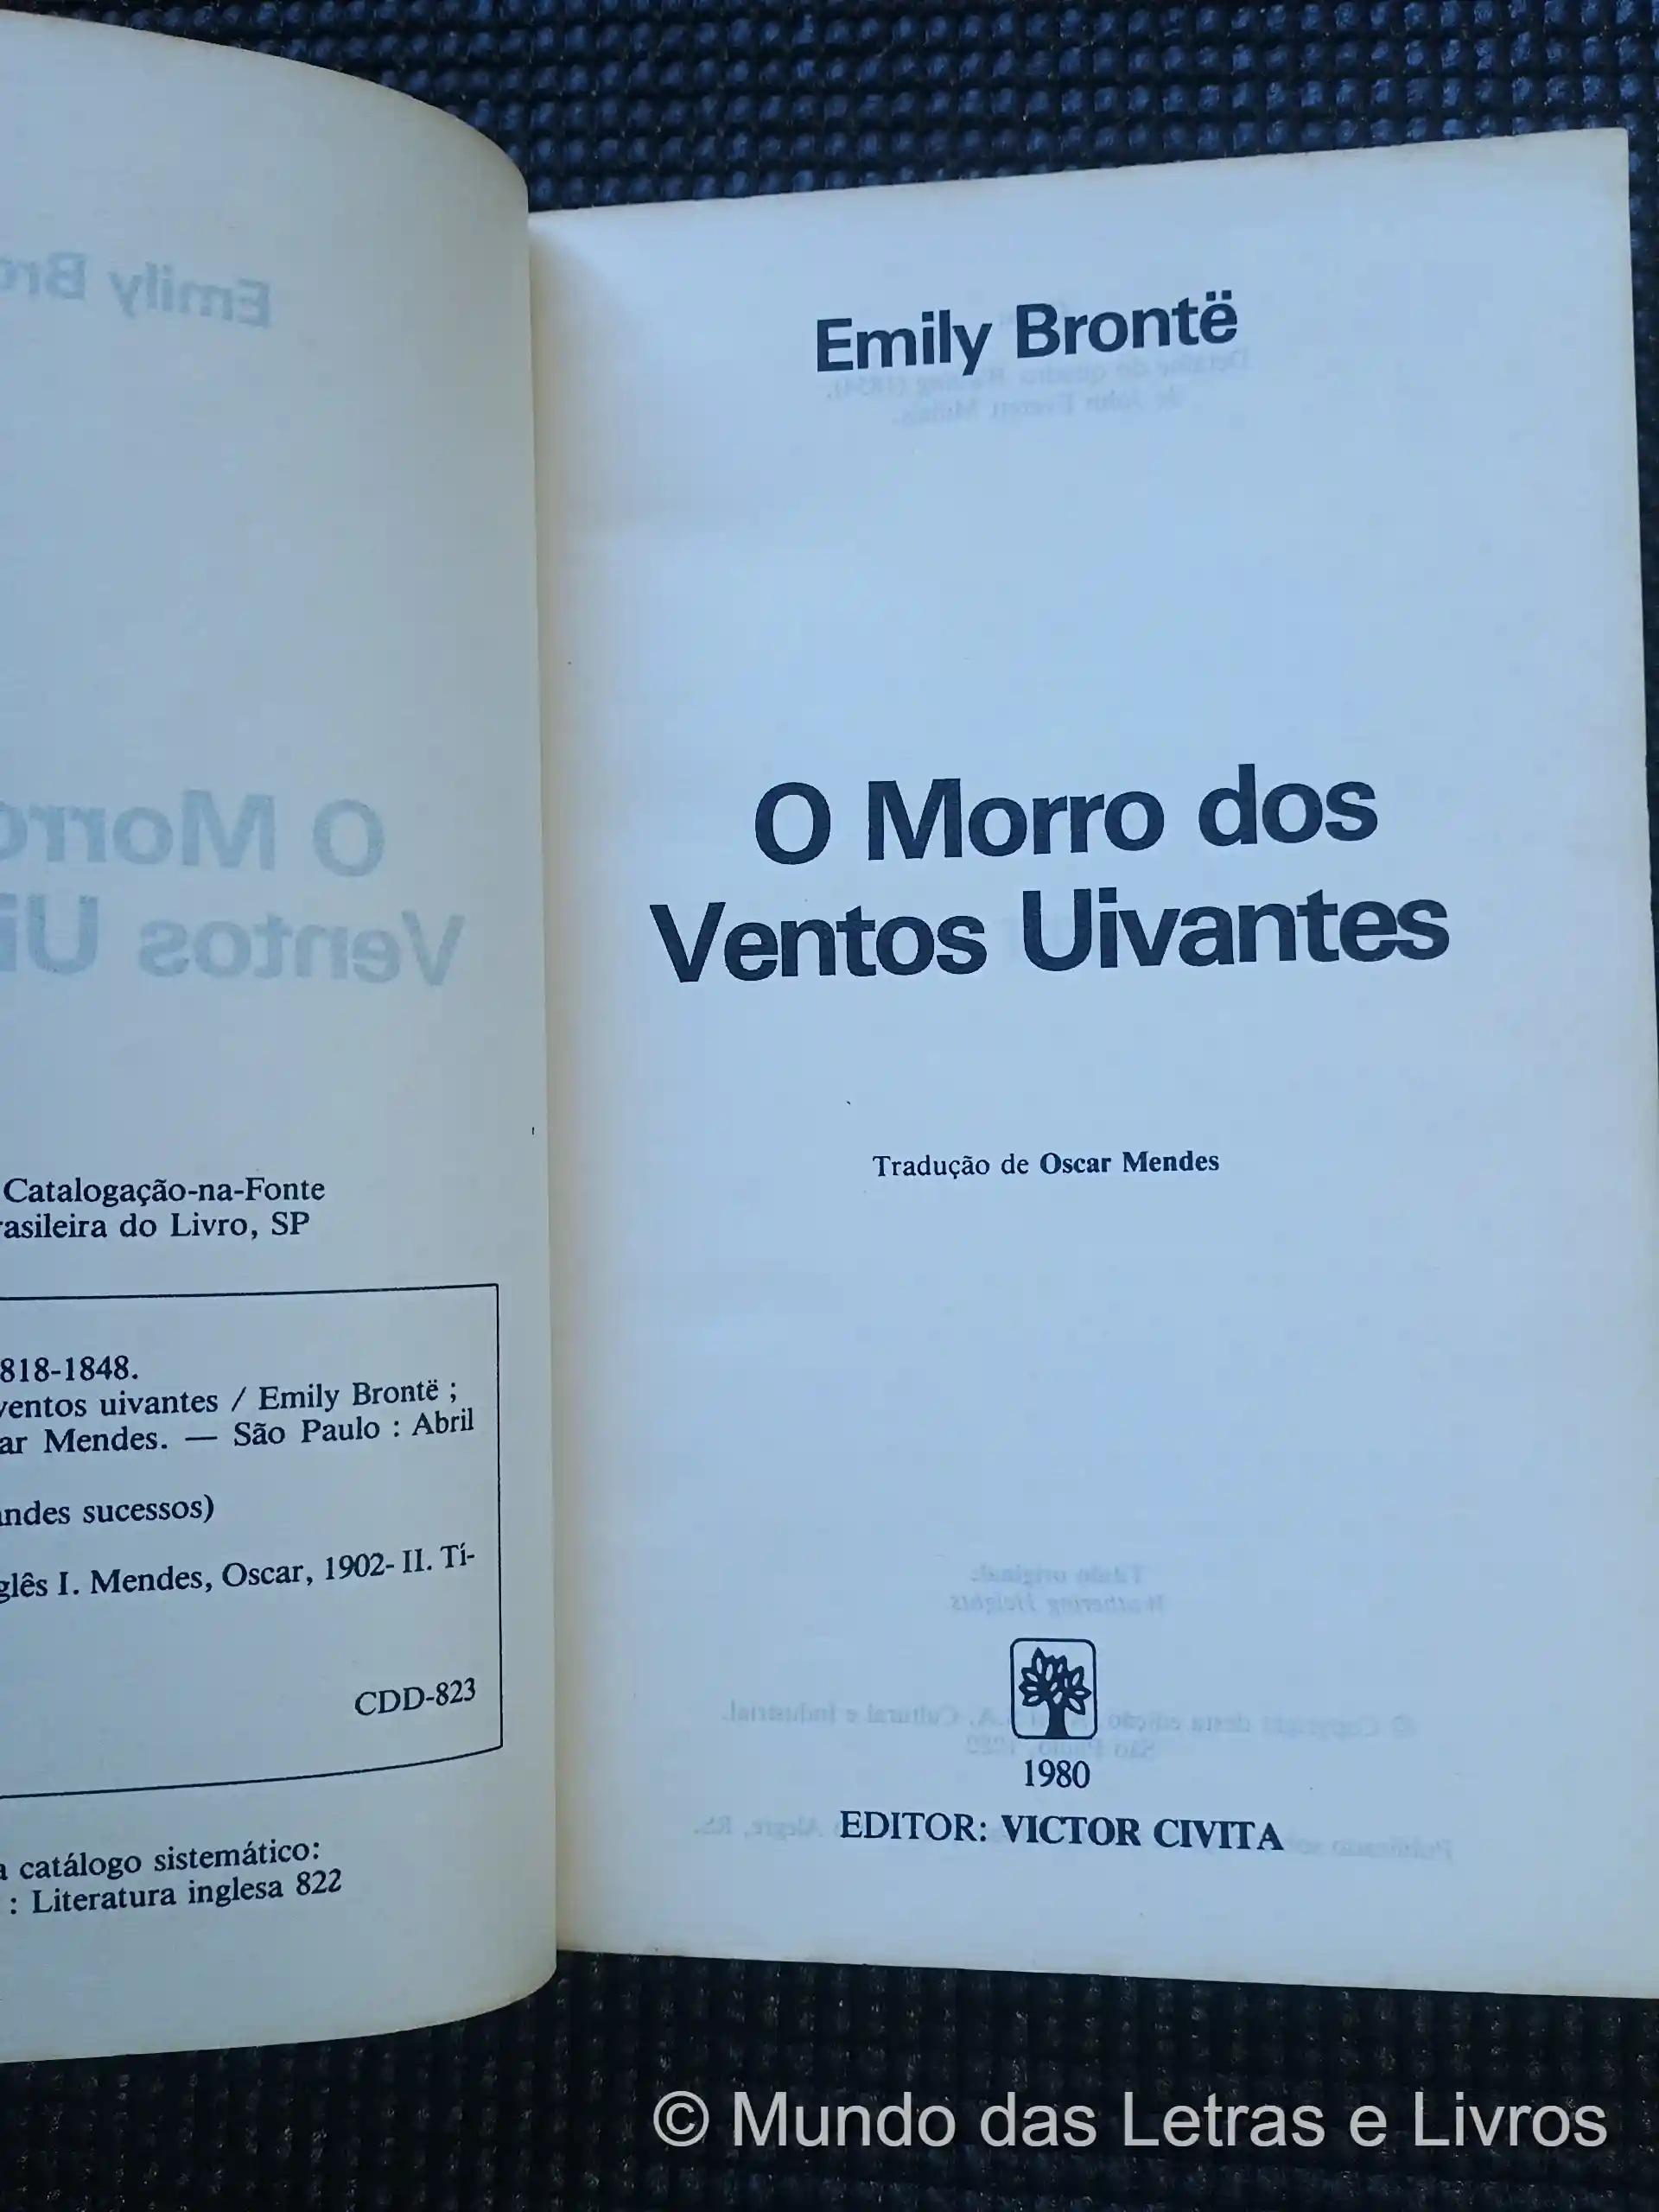 Catalogação-na-Fonte
rasileira do Livro, SP
818-1848.
ventos uivantes / Emily Brontë ;
ar Mendes. — São Paulo : Abril
ndes sucessos)
glês I. Mendes, Oscar, 1902- II. Tí-
CDD-823
a catálogo sistemático:
: Literatura inglesa 822
Emily Brontë
O Morro dos
Ventos Uivantes
Tradução de Oscar Mendes
1980
EDITOR: VICTOR CIVITA
© Mundo das Letras e Livros